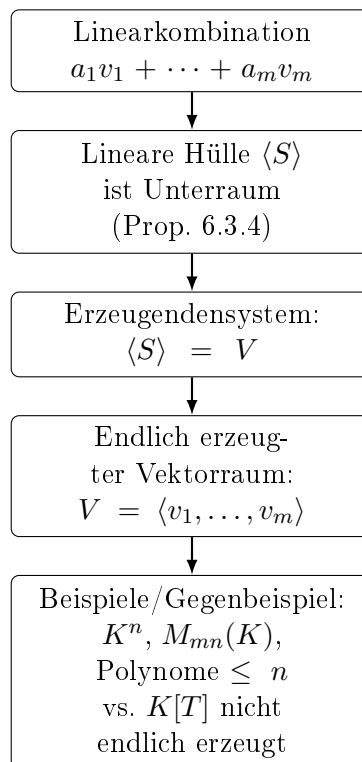 Linearkombination
a₁v₁ + ⋯ + aₘvₘ
Lineare Hülle ⟨S⟩
ist Unterraum
(Prop. 6.3.4)
Erzeugendensystem:
⟨S⟩ = V
Endlich erzeug-
ter Vektorraum:
V = ⟨v₁, . . . , vₘ⟩
Beispiele/Gegenbeispiel:
Kⁿ, Mₘₙ(K),
Polynome ≤ n
vs. K[T] nicht
endlich erzeugt